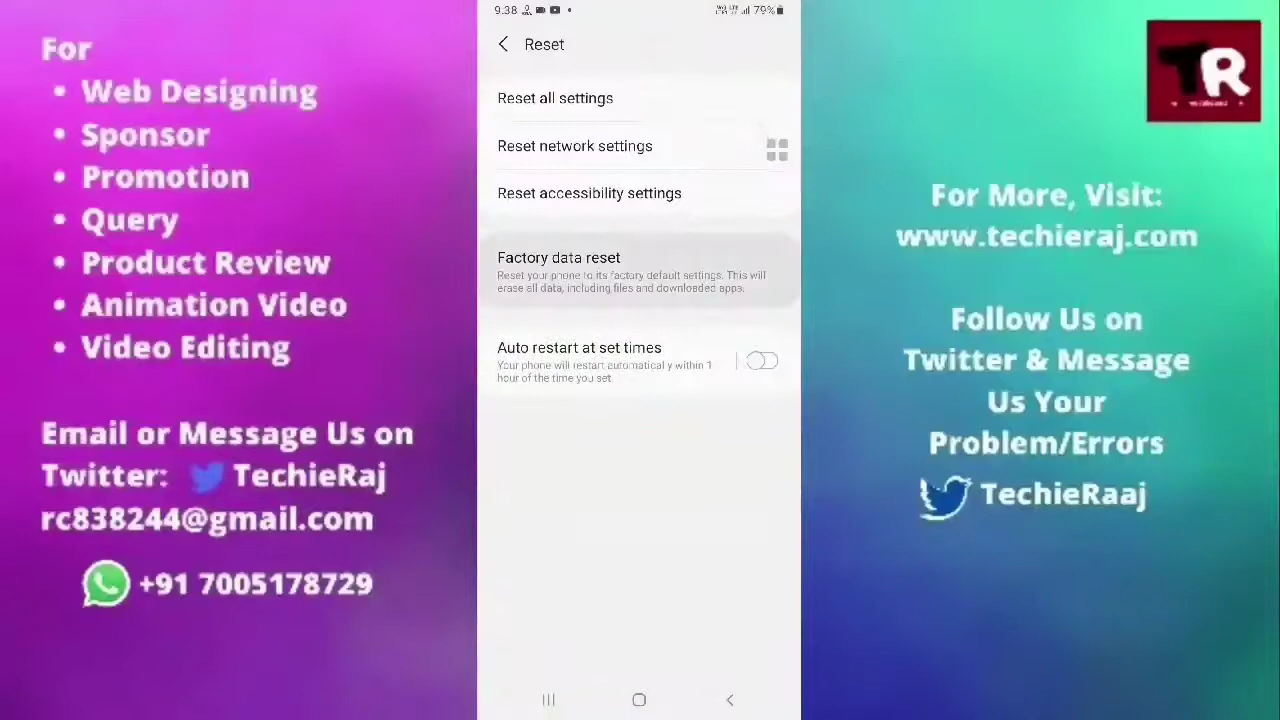 For
• Web Designing
• Sponsor
• Promotion
• Query
• Product Review
• Animation Video
• Video Editing
Email or Message Us on
Twitter: TechieRaj
rc838244@gmail.com
+91 7005178729
9:38
79%
Reset
Reset all settings
Reset network settings
Reset accessibility settings
Factory data reset
Reset your phone to its factory default settings. This will
erase all data, including files and downloaded apps.
Auto restart at set times
Your phone will restart automatically within 1
hour of the time you set
TR
For More, Visit:
www.techieraj.com
Follow Us on
Twitter & Message
Us Your
Problem/Errors
TechieRaaj